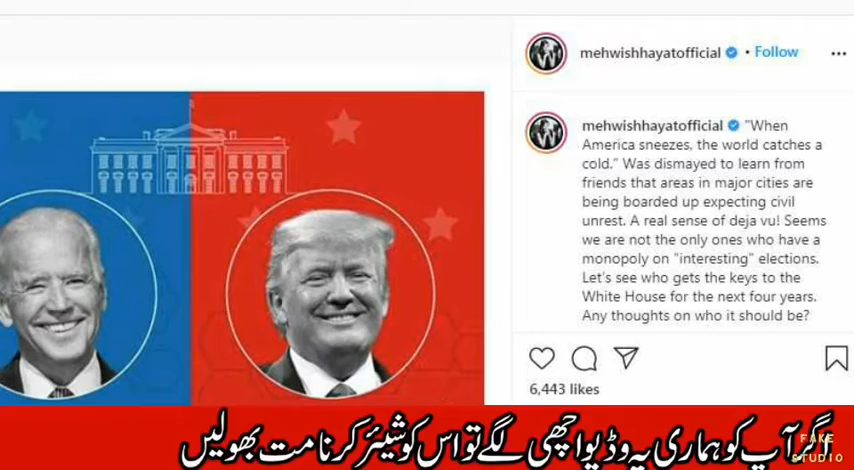 mehwishhayatofficial • Follow ...
mehwishhayatofficial "When
America sneezes, the world catches a
cold." Was dismayed to learn from
friends that areas in major cities are
being boarded up expecting civil
unrest. A real sense of deja vu! Seems
we are not the only ones who have a
monopoly on "interesting" elections.
Let's see who gets the keys to the
White House for the next four years.
Any thoughts on who it should be?
6,443 likes
اگر آپ کو ہماری یہ وڈیو اچھی لگے تو اس کو شیئر کرنا مت بھولیں
FAKE
STUDIO